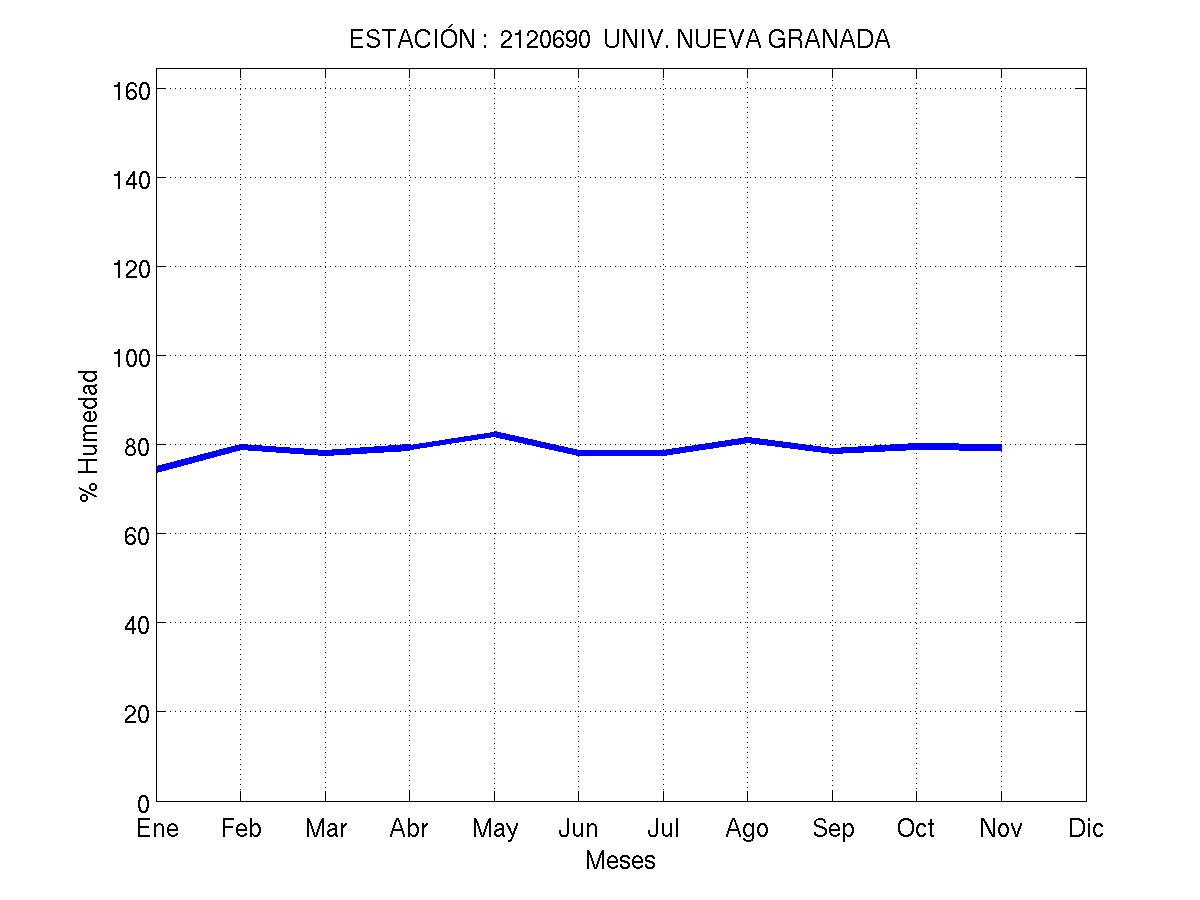 ESTACIÓN : 2120690 UNIV. NUEVA GRANADA
160
140
120
100
80
60
40
20
0
% Humedad
Ene Feb Mar Abr May Jun Jul Ago Sep Oct Nov Dic
Meses